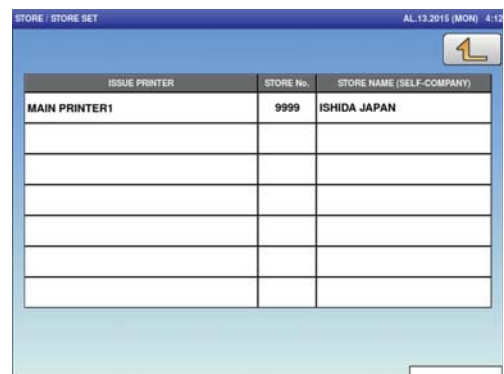 STORE / STORE SET AL.13.2015 (MON) 4:12
ISSUE PRINTER STORE No. STORE NAME (SELF-COMPANY)
MAIN PRINTER1 9999 ISHIDA JAPAN